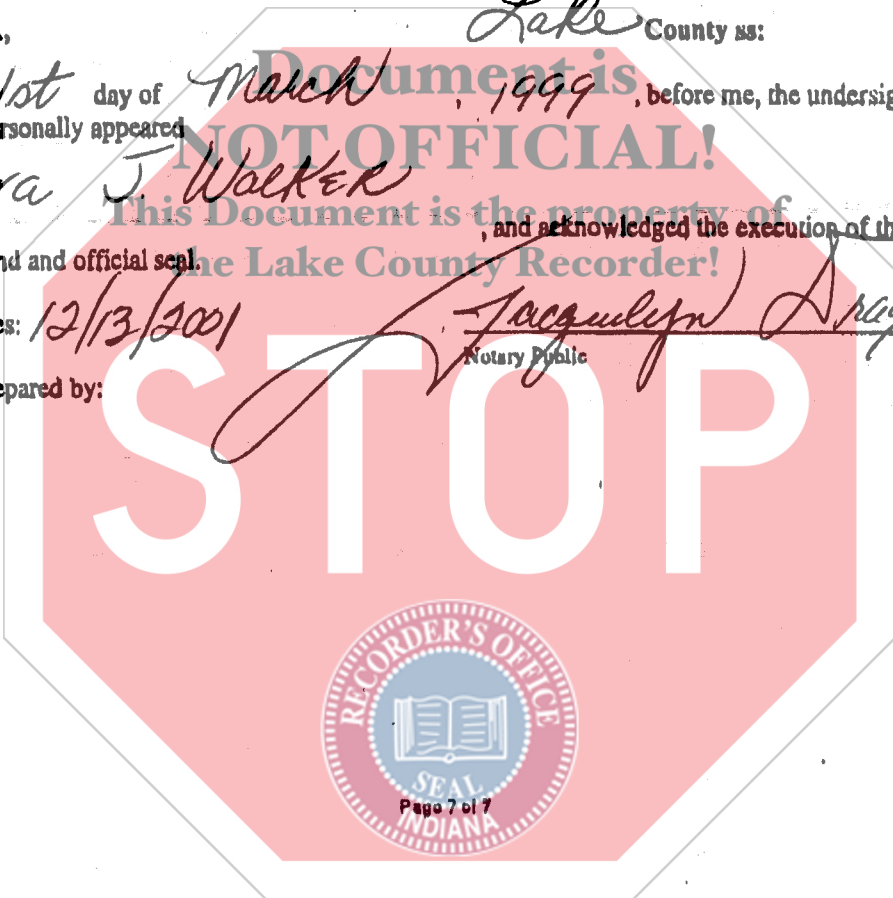 Lake County ss:
Document is
1st day of March , 1999 , before me, the undersig
rsonally appeared
NOT OFFICIAL!
ra J. Walker
This Document is the property of
, and acknowledged the execution of th
nd and official seal.
the Lake County Recorder!
s: 12/13/2001 Jacquelyn
Notary Public
epared by:
STOP
RECORDER'S OFFICE
SEAL
Page 7 of 7
INDIANA